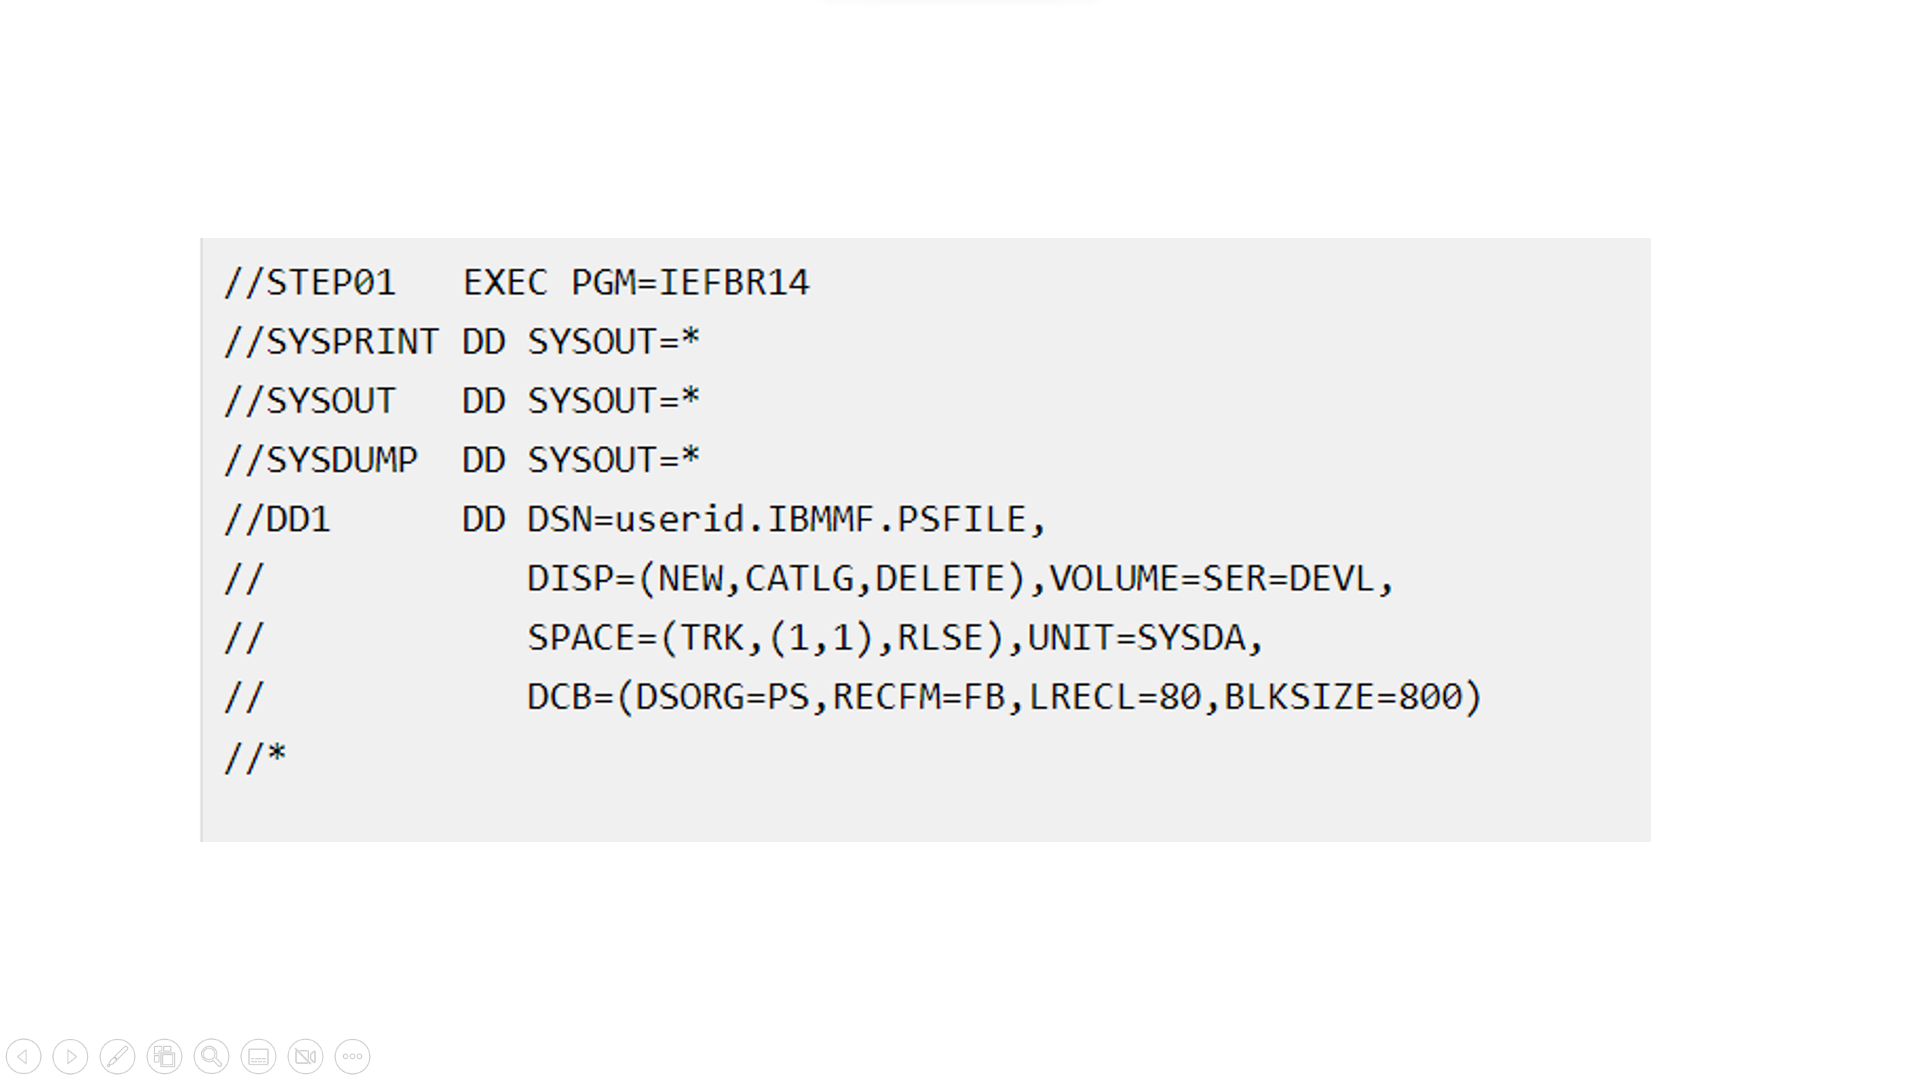 //STEP01   EXEC PGM=IEFBR14
//SYSPRINT DD SYSOUT=*
//SYSOUT   DD SYSOUT=*
//SYSDUMP  DD SYSOUT=*
//DD1      DD DSN=userid.IBMMF.PSFILE,
//            DISP=(NEW,CATLG,DELETE),VOLUME=SER=DEVL,
//            SPACE=(TRK,(1,1),RLSE),UNIT=SYSDA,
//            DCB=(DSORG=PS,RECFM=FB,LRECL=80,BLKSIZE=800)
//*